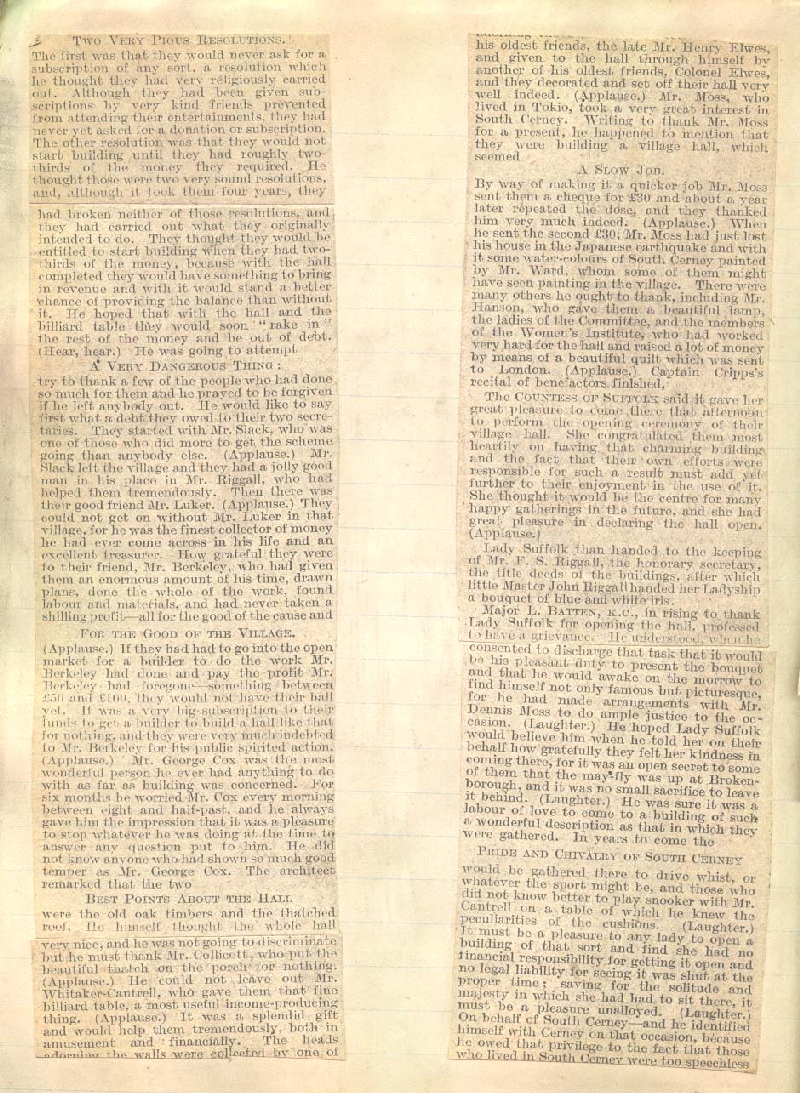 TWO VERY PIOUS RESOLUTIONS.
The first was that they would never ask for a
subscription of any sort, a resolution which
he thought they had very religiously carried
out. Although they had been given sub-
scriptions by very kind friends prevented
from attending their entertainments, they had
never yet asked for a donation or subscription.
The other resolution was that they would not
start building until they had roughly two-
thirds of the money they required. He
thought those were two very sound resolutions,
and, although it took them four years, they
had broken neither of those resolutions, and
they had carried out what they originally
intended to do. They thought they would be
entitled to start building when they had two-
thirds of the money, because with the hall
completed they would have something to bring
in revenue and with it would stand a better
chance of providing the balance than without
it. He hoped that with the hall and the
billiard table they would soon "rake in"
the rest of the money and be out of debt.
(Hear, hear.) He was going to attempt
A VERY DANGEROUS THING:
try to thank a few of the people who had done
so much for them and he prayed to be forgiven
if he left anybody out. He would like to say
first what a debt they owed to their two secre-
taries. They started with Mr. Slack, who was
one of those who did more to get the scheme
going than anybody else. (Applause.) Mr.
Slack left the village and they had a jolly good
man in his place in Mr. Riggall, who had
helped them tremendously. Then there was
their good friend Mr. Luker. (Applause.) They
could not get on without Mr. Luker in that
village, for he was the finest collector of money
he had ever come across in his life and an
excellent treasurer. How grateful they were
to their friend, Mr. Berkeley, who had given
them an enormous amount of his time, drawn
plans, done the whole of the work, found
labour and materials, and had never taken a
shilling profit—all for the good of the cause and
FOR THE GOOD OF THE VILLAGE.
(Applause.) If they had had to go into the open
market for a builder to do the work Mr.
Berkeley had done and pay the profit Mr.
Berkeley had foregone—something between
£50 and £100, they would not have their hall
yet. It was a very big subscription to their
funds to get a builder to build a hall like that
for nothing, and they were very much indebted
to Mr. Berkeley for his public spirited action.
(Applause.) Mr. George Cox was the most
wonderful person he ever had anything to do
with as far as building was concerned. For
six months he worried Mr. Cox every morning
between eight and half-past, and he always
gave him the impression that it was a pleasure
to stop whatever he was doing at the time to
answer any question put to him. He did
not know anyone who had shown so much good
temper as Mr. George Cox. The architect
remarked that the two
BEST POINTS ABOUT THE HALL
were the old oak timbers and the thatched
roof. He himself thought the whole hall
very nice, and he was not going to discriminate
but he must thank Mr. Collicott, who put the
beautiful thatch on the porch for nothing.
(Applause.) He could not leave out Mr.
Whitaker-Cantrell, who gave them that fine
billiard table, a most useful income-producing
thing. (Applause.) It was a splendid gift
and would help them tremendously, both in
amusement and financially. The heads
adorning the walls were collected by one of
his oldest friends, the late Mr. Henry Elwes,
and given to the hall through himself by
another of his oldest friends, Colonel Elwes,
and they decorated and set off their hall very
well indeed. (Applause.) Mr. Moss, who
lived in Tokio, took a very great interest in
South Cerney. Writing to thank Mr. Moss
for a present, he happened to mention that
they were building a village hall, which
seemed
A SLOW JOB.
By way of making it a quicker job Mr. Moss
sent them a cheque for £30 and about a year
later repeated the dose, and they thanked
him very much indeed. (Applause.) When
he sent the second £30, Mr. Moss had just lost
his house in the Japanese earthquake and with
it some water-colours of South Cerney painted
by Mr. Ward, whom some of them might
have seen painting in the village. There were
many others he ought to thank, including Mr.
Hanson, who gave them a beautiful lamp,
the ladies of the Committee, and the members
of the Women's Institute, who had worked
very hard for the hall and raised a lot of money
by means of a beautiful quilt which was sent
to London. (Applause.) Captain Cripps's
recital of benefactors finished,
The COUNTESS OF SUFFOLK said it gave her
great pleasure to come there that afternoon
to perform the opening ceremony of their
village hall. She congratulated them most
heartily on having that charming building
and the fact that their own efforts were
responsible for such a result must add yet
further to their enjoyment in the use of it.
She thought it would be the centre for many
happy gatherings in the future, and she had
great pleasure in declaring the hall open.
(Applause.)
Lady Suffolk than handed to the keeping
of Mr. F. S. Riggall, the honorary secretary,
the title deeds of the buildings, after which
little Master John Riggall handed her Ladyship
a bouquet of blue and white iris.
Major L. BATTEN, K.C., in rising to thank
Lady Suffolk for opening the hall, professed
to have a grievance. He understood, when he
consented to discharge that task that it would
be his pleasant duty to present the bouquet
and that he would awake on the morrow to
find himself not only famous but picturesque,
for he had made arrangements with Mr.
Dennis Moss to do ample justice to the oc-
casion. (Laughter.) He hoped Lady Suffolk
would believe him when he told her on their
behalf how gratefully they felt her kindness in
coming there, for it was an open secret to some
of them that the may-fly was up at Broken-
borough, and it was no small sacrifice to leave
it behind. (Laughter.) He was sure it was a
labour of love to come to a building of such
a wonderful description as that in which they
were gathered. In years to come the
PRIDE AND CHIVALRY OF SOUTH CERNEY
would be gathered there to drive whist, or
whatever the sport might be, and those who
did not know better to play snooker with Mr.
Cantrell on a table of which he knew the
peculiarities of the cushions. (Laughter.)
It must be a pleasure to any lady to open a
building of that sort and find she had no
financial responsibility for getting it open and
no legal liability for seeing it was shut at the
proper time; saving for the solitude and
majesty in which she had had to sit there, it
must be a pleasure unalloyed. (Laughter.)
On behalf of South Cerney—and he identified
himself with Cerney on that occasion, because
he owed that privilege to the fact that those
who lived in South Cerney were too speechless